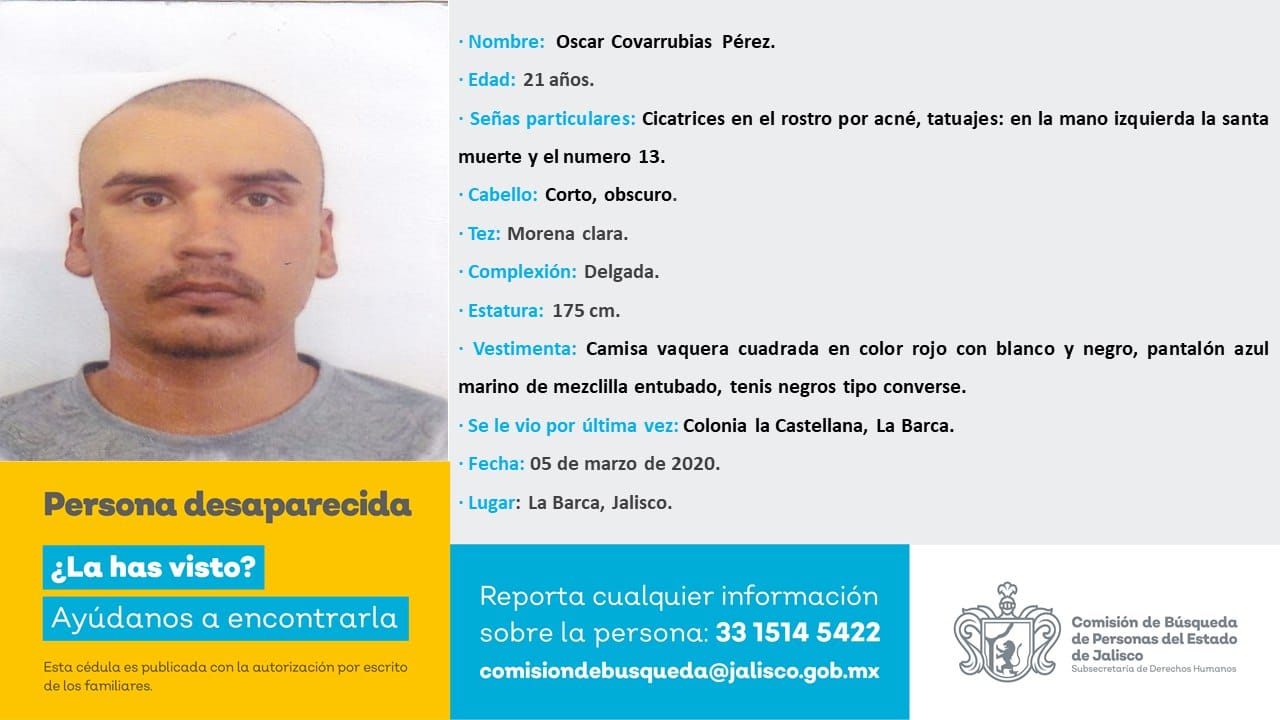 · Nombre: Oscar Covarrubias Pérez.
· Edad: 21 años.
· Señas particulares: Cicatrices en el rostro por acné, tatuajes: en la mano izquierda la santa
muerte y el numero 13.
· Cabello: Corto, obscuro.
· Tez: Morena clara.
· Complexión: Delgada.
· Estatura: 175 cm.
· Vestimenta: Camisa vaquera cuadrada en color rojo con blanco y negro, pantalón azul
marino de mezclilla entubado, tenis negros tipo converse.
· Se le vio por última vez: Colonia la Castellana, La Barca.
· Fecha: 05 de marzo de 2020.
· Lugar: La Barca, Jalisco.
Persona desaparecida
¿La has visto?
Ayúdanos a encontrarla
Esta cédula es publicada con la autorización por escrito
de los familiares.
Reporta cualquier información
sobre la persona: 33 1514 5422
comisiondebusqueda@jalisco.gob.mx
Comisión de Búsqueda
de Personas del Estado
de Jalisco
Subsecretaría de Derechos Humanos